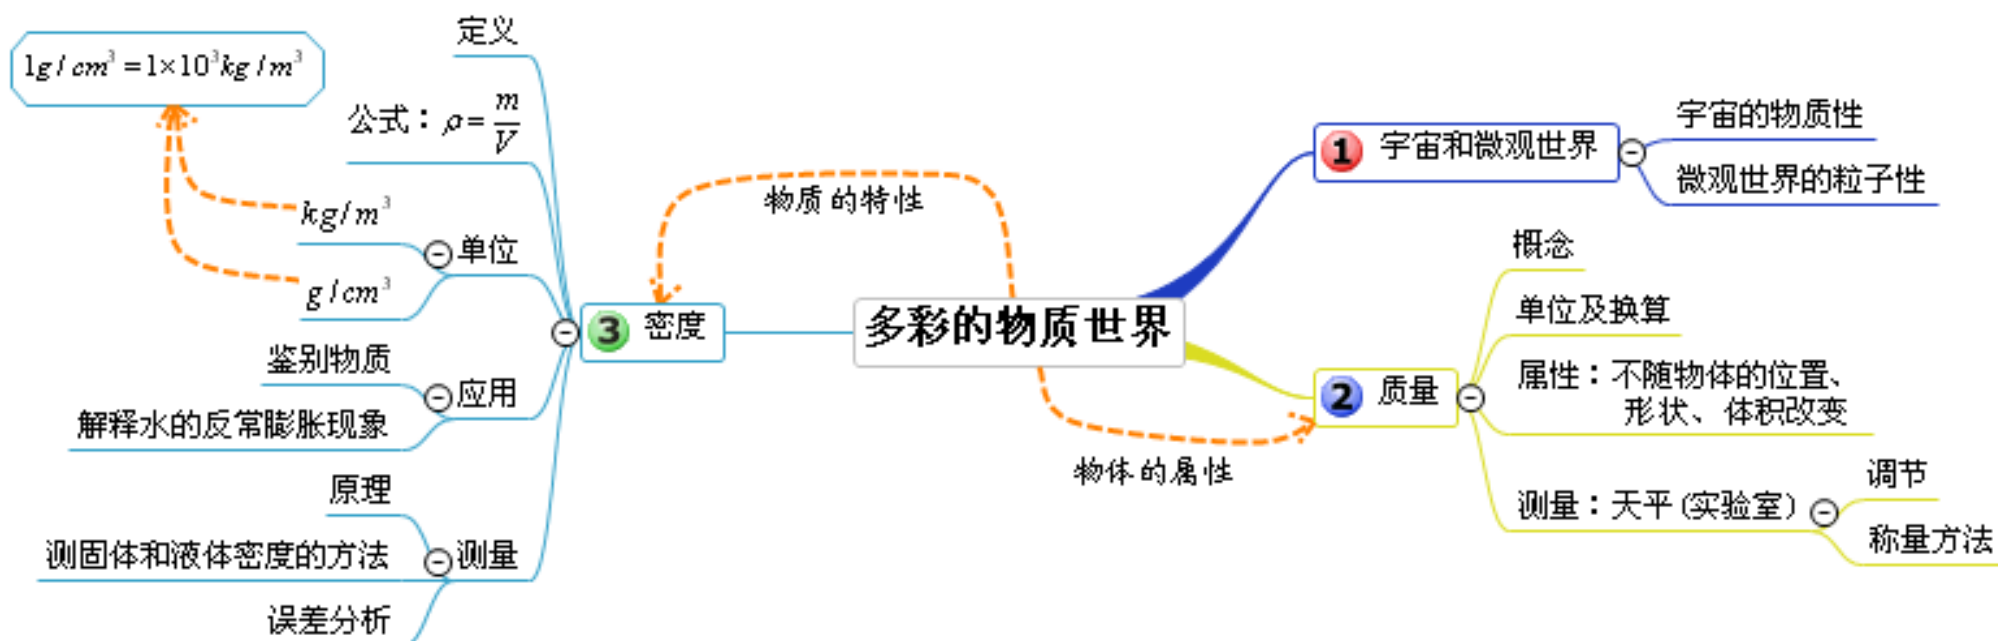 多彩的物质世界
1 宇宙和微观世界
宇宙的物质性
微观世界的粒子性
物体的属性
2 质量
概念
单位及换算
属性：不随物体的位置、
形状、体积改变
测量：天平(实验室)
调节
称量方法
物质的特性
3 密度
定义
公式：ρ=m/V
单位
kg/m³
g/cm³
1g/cm³=1×10³kg/m³
应用
鉴别物质
解释水的反常膨胀现象
测量
原理
测固体和液体密度的方法
误差分析